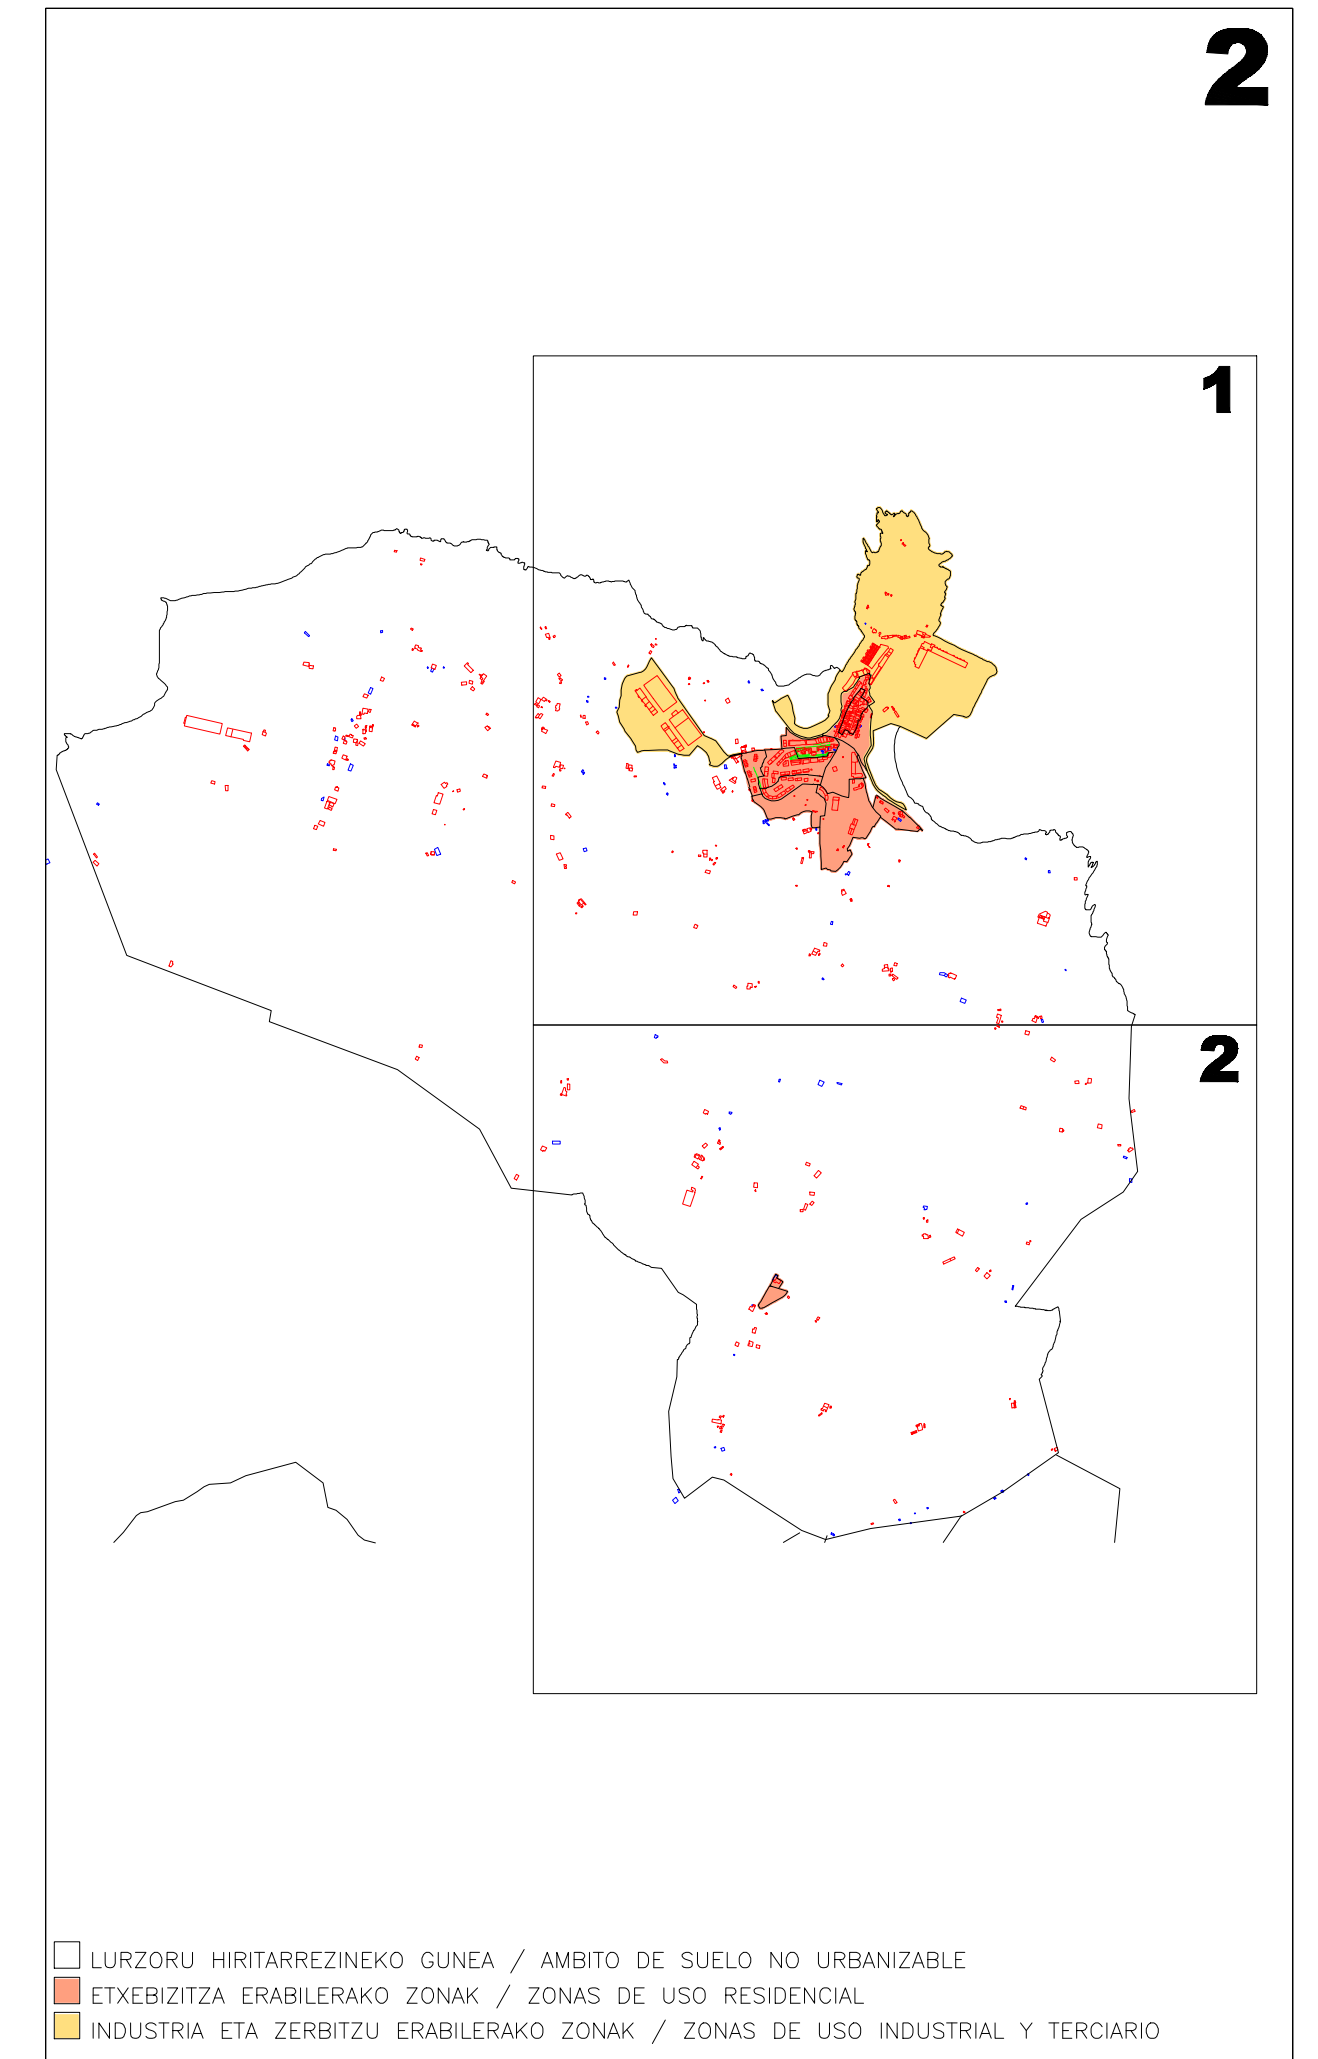 2
1
2
LURZORU HIRITARREZINEKO GUNEA / AMBITO DE SUELO NO URBANIZABLE
ETXEBIZITZA ERABILERAKO ZONAK / ZONAS DE USO RESIDENCIAL
INDUSTRIA ETA ZERBITZU ERABILERAKO ZONAK / ZONAS DE USO INDUSTRIAL Y TERCIARIO